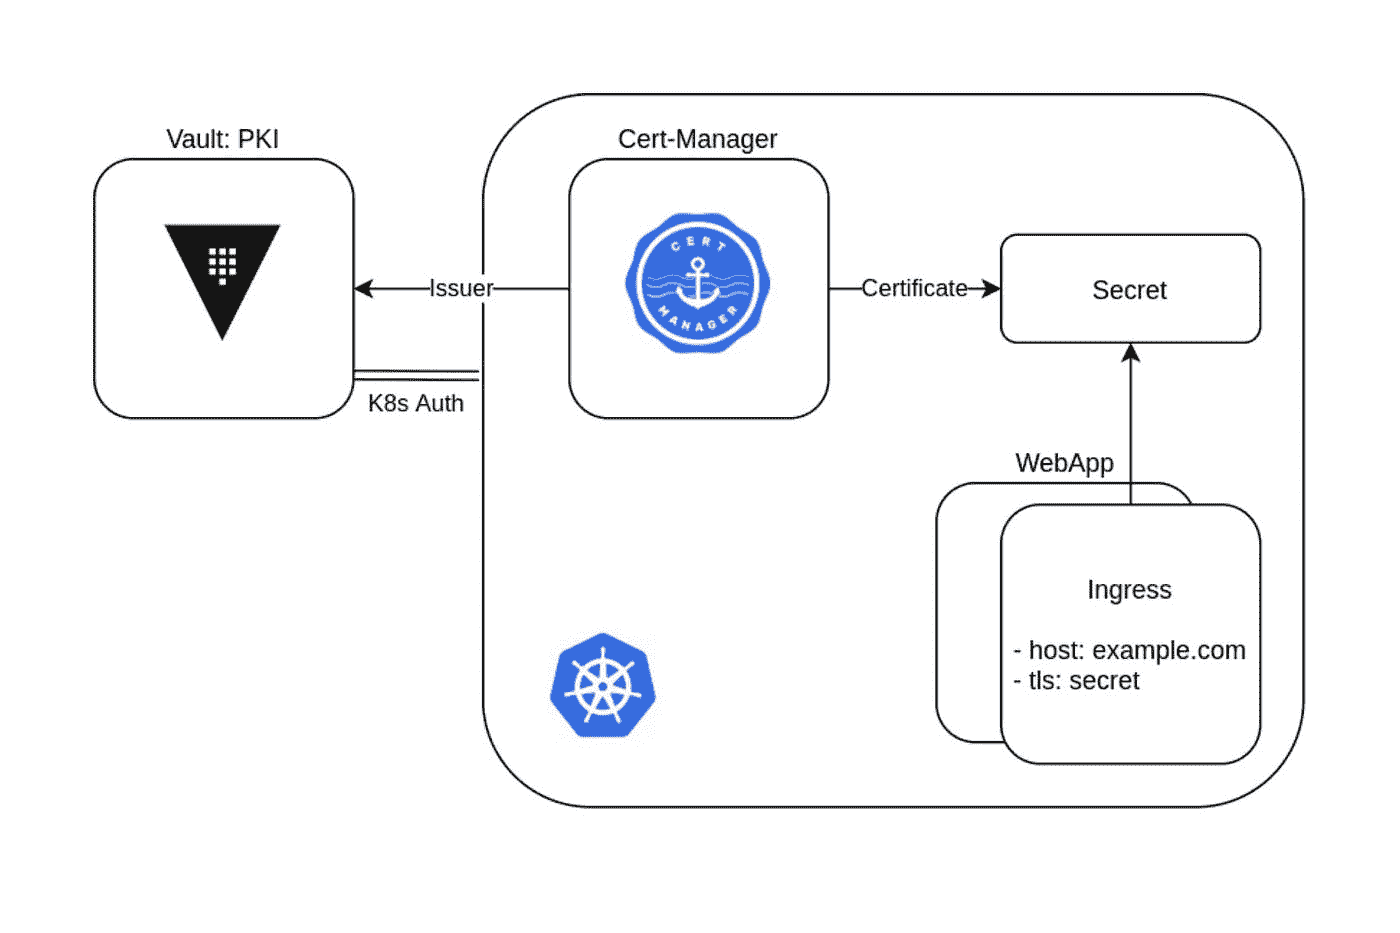 Vault: PKI
Cert-Manager
CERT
MANAGER
Issuer
Certificate
Secret
K8s Auth
WebApp
Ingress
- host: example.com
- tls: secret